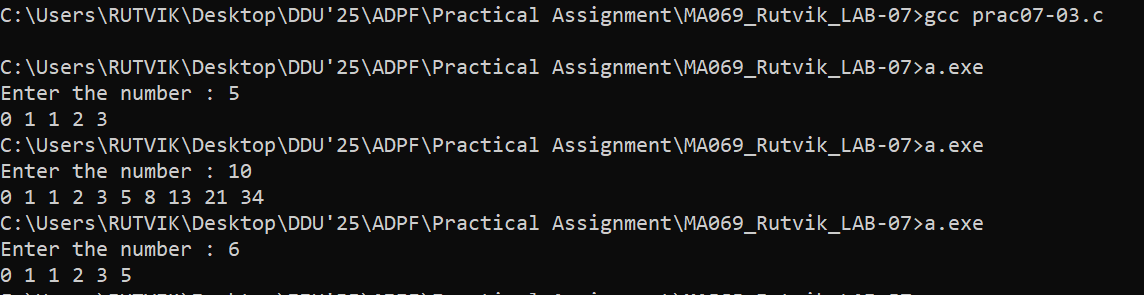 C:\Users\RUTVIK\Desktop\DDU'25\ADPF\Practical Assignment\MA069_Rutvik_LAB-07>gcc prac07-03.c
C:\Users\RUTVIK\Desktop\DDU'25\ADPF\Practical Assignment\MA069_Rutvik_LAB-07>a.exe
Enter the number : 5
0 1 1 2 3
C:\Users\RUTVIK\Desktop\DDU'25\ADPF\Practical Assignment\MA069_Rutvik_LAB-07>a.exe
Enter the number : 10
0 1 1 2 3 5 8 13 21 34
C:\Users\RUTVIK\Desktop\DDU'25\ADPF\Practical Assignment\MA069_Rutvik_LAB-07>a.exe
Enter the number : 6
0 1 1 2 3 5